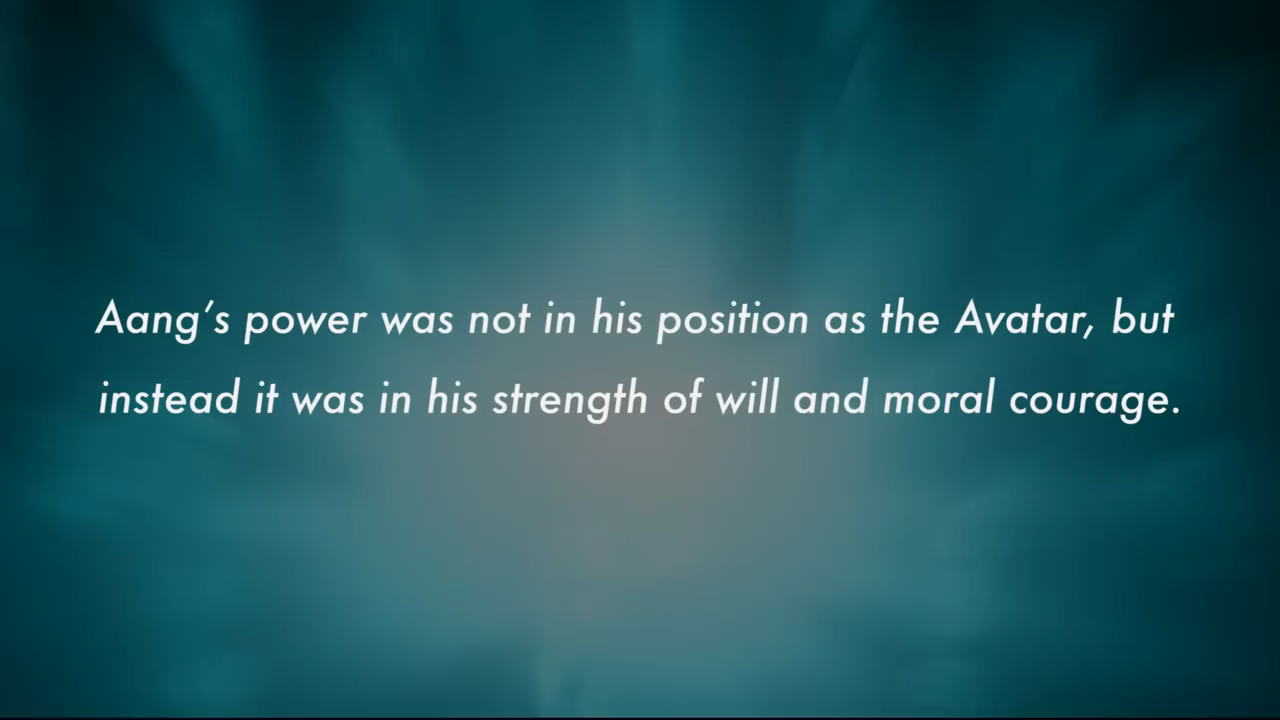 Aang’s power was not in his position as the Avatar, but
instead it was in his strength of will and moral courage.